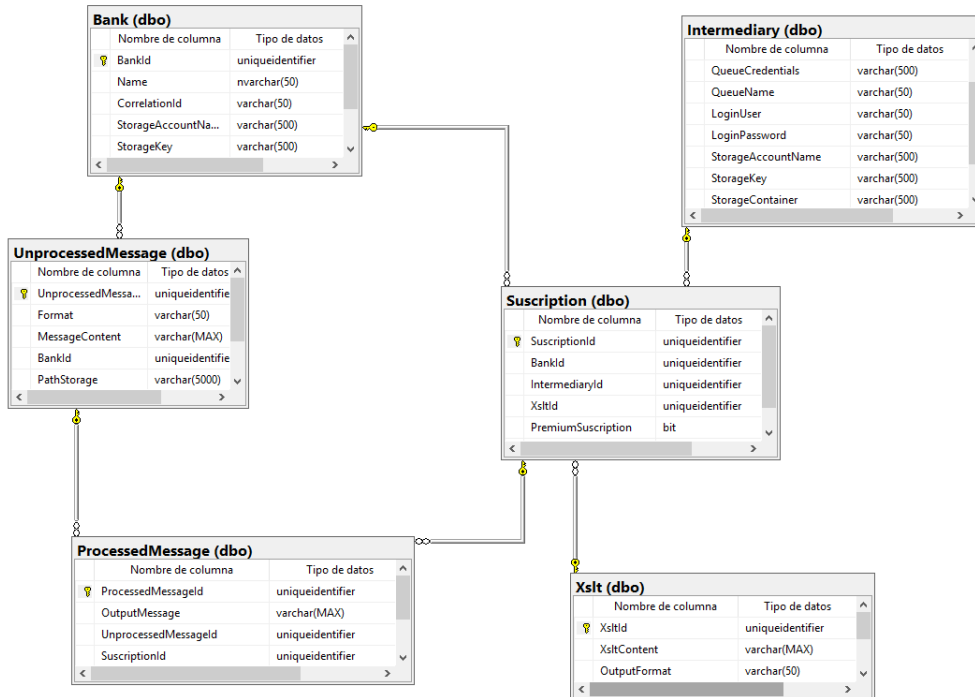 Bank (dbo)
Nombre de columna Tipo de datos
BankId uniqueidentifier
Name nvarchar(50)
CorrelationId varchar(50)
StorageAccountNa... varchar(500)
StorageKey varchar(500)
Intermediary (dbo)
Nombre de columna Tipo de datos
QueueCredentials varchar(500)
QueueName varchar(50)
LoginUser varchar(50)
LoginPassword varchar(50)
StorageAccountName varchar(500)
StorageKey varchar(500)
StorageContainer varchar(500)
UnprocessedMessage (dbo)
Nombre de columna Tipo de datos
UnprocessedMessa... uniqueidentifie
Format varchar(50)
MessageContent varchar(MAX)
BankId uniqueidentifie
PathStorage varchar(5000)
Suscription (dbo)
Nombre de columna Tipo de datos
SuscriptionId uniqueidentifier
BankId uniqueidentifier
IntermediaryId uniqueidentifier
XsltId uniqueidentifier
PremiumSuscription bit
ProcessedMessage (dbo)
Nombre de columna Tipo de datos
ProcessedMessageId uniqueidentifier
OutputMessage varchar(MAX)
UnprocessedMessageId uniqueidentifier
SuscriptionId uniqueidentifier
Xslt (dbo)
Nombre de columna Tipo de datos
XsltId uniqueidentifier
XsltContent varchar(MAX)
OutputFormat varchar(50)